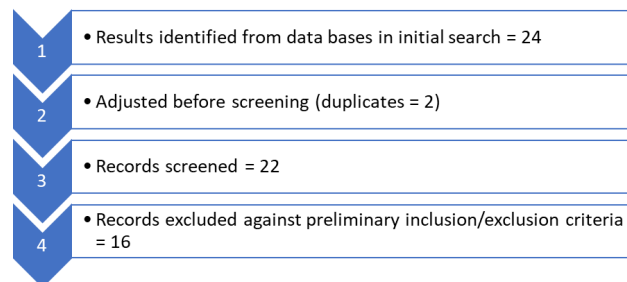 1
• Results identified from data bases in initial search = 24
2
• Adjusted before screening (duplicates = 2)
3
• Records screened = 22
4
• Records excluded against preliminary inclusion/exclusion criteria
= 16